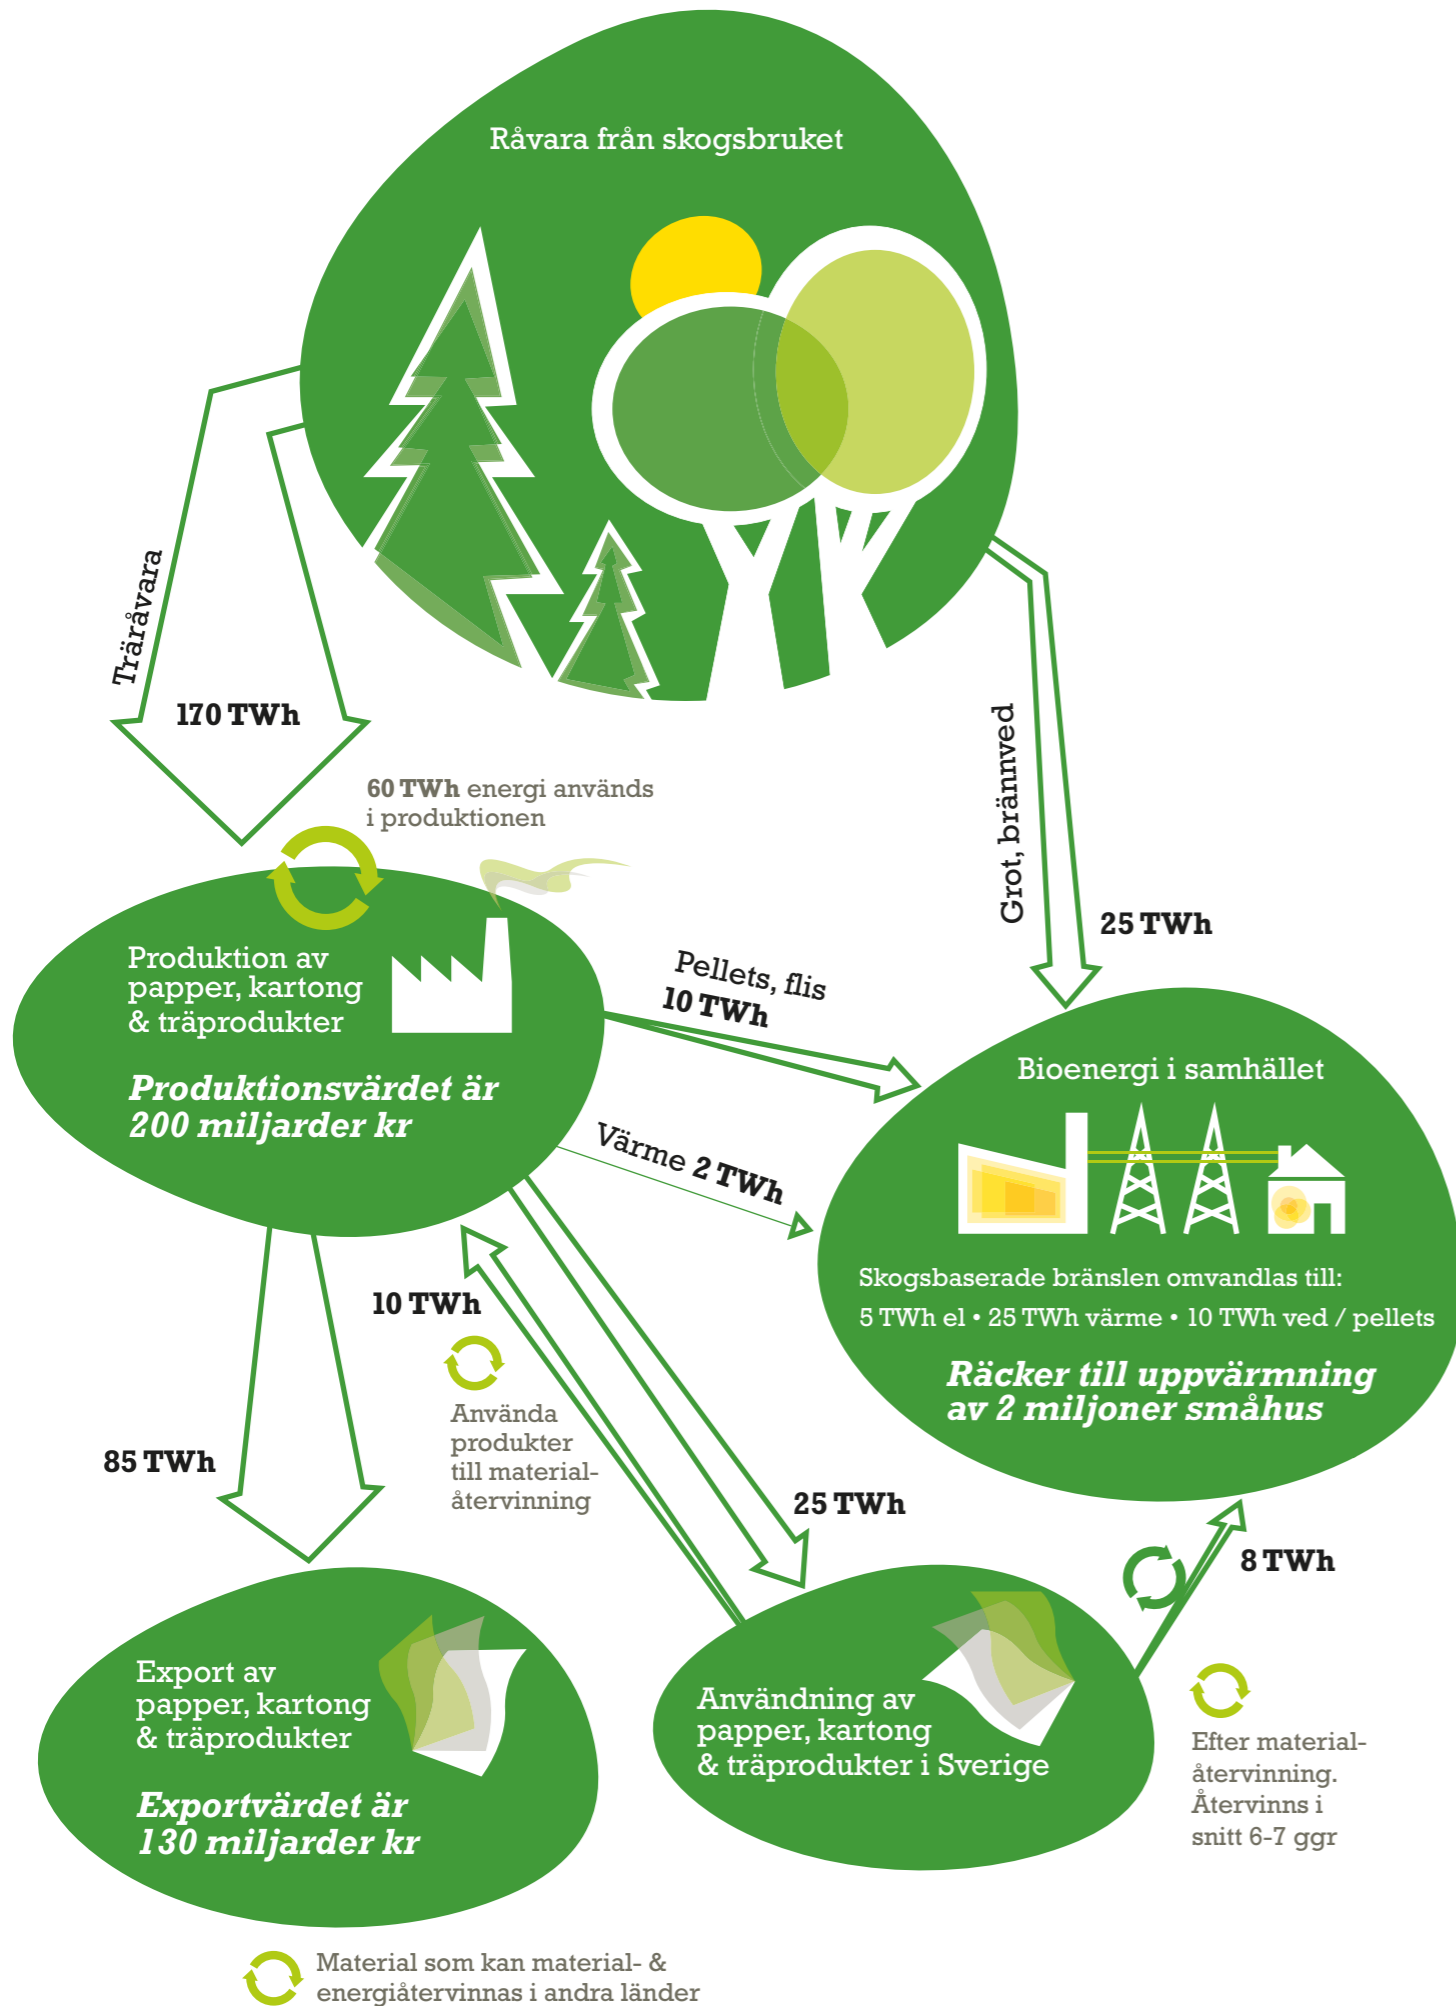 Råvara från skogsbruket
Träråvara
170 TWh
60 TWh energi används
i produktionen
Grot, brännved
25 TWh
Produktion av
papper, kartong
& träprodukter
Produktionsvärdet är
200 miljarder kr
Pellets, flis
10 TWh
Värme 2 TWh
Bioenergi i samhället
Skogsbaserade bränslen omvandlas till:
5 TWh el • 25 TWh värme • 10 TWh ved / pellets
Räcker till uppvärmning
av 2 miljoner småhus
10 TWh
Använda
produkter
till material-
återvinning
85 TWh
25 TWh
8 TWh
Export av
papper, kartong
& träprodukter
Exportvärdet är
130 miljarder kr
Användning av
papper, kartong
& träprodukter i Sverige
Efter material-
återvinning.
Återvinns i
snitt 6-7 ggr
Material som kan material- &
energiåtervinnas i andra länder